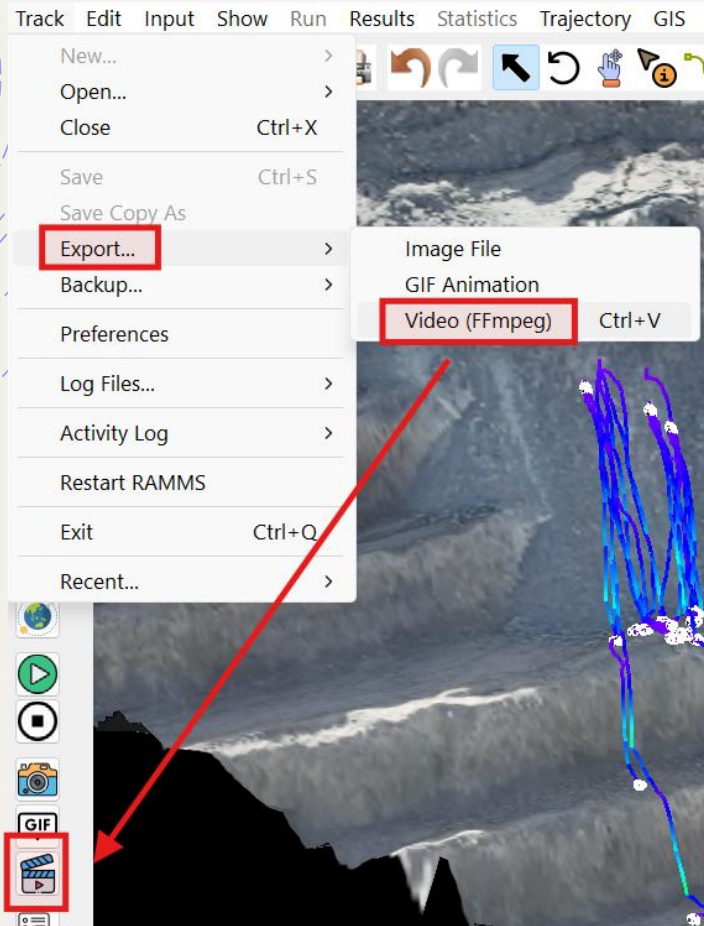 Track Edit Input Show Run Results Statistics Trajectory GIS
New...
Open...
Close Ctrl+X
Save Ctrl+S
Save Copy As
Export...
Backup...
Preferences
Log Files...
Activity Log
Restart RAMMS
Exit Ctrl+Q
Recent...
Image File
GIF Animation
Video (FFmpeg) Ctrl+V
GIF